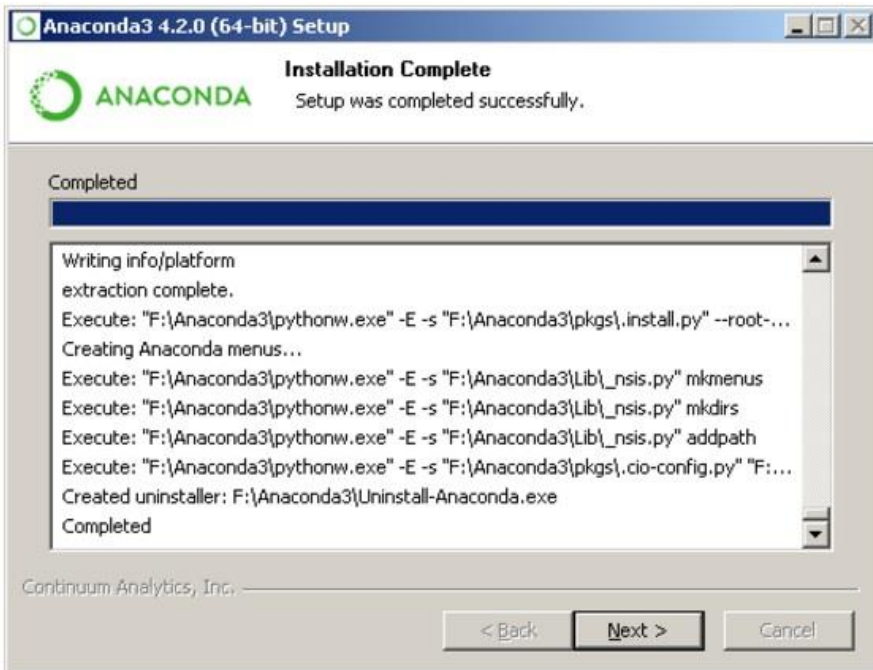 Anaconda3 4.2.0 (64-bit) Setup
ANACONDA
Installation Complete
Setup was completed successfully.
Completed
Writing info/platform
extraction complete.
Execute: "F:\Anaconda3\pythonw.exe" -E -s "F:\Anaconda3\pkgs\.install.py" --root-...
Creating Anaconda menus...
Execute: "F:\Anaconda3\pythonw.exe" -E -s "F:\Anaconda3\Lib\_nsis.py" mkmenus
Execute: "F:\Anaconda3\pythonw.exe" -E -s "F:\Anaconda3\Lib\_nsis.py" mkdirs
Execute: "F:\Anaconda3\pythonw.exe" -E -s "F:\Anaconda3\Lib\_nsis.py" addpath
Execute: "F:\Anaconda3\pythonw.exe" -E -s "F:\Anaconda3\pkgs\.cio-config.py" "F:...
Created uninstaller: F:\Anaconda3\Uninstall-Anaconda.exe
Completed
Continuum Analytics, Inc.
< Back
Next >
Cancel